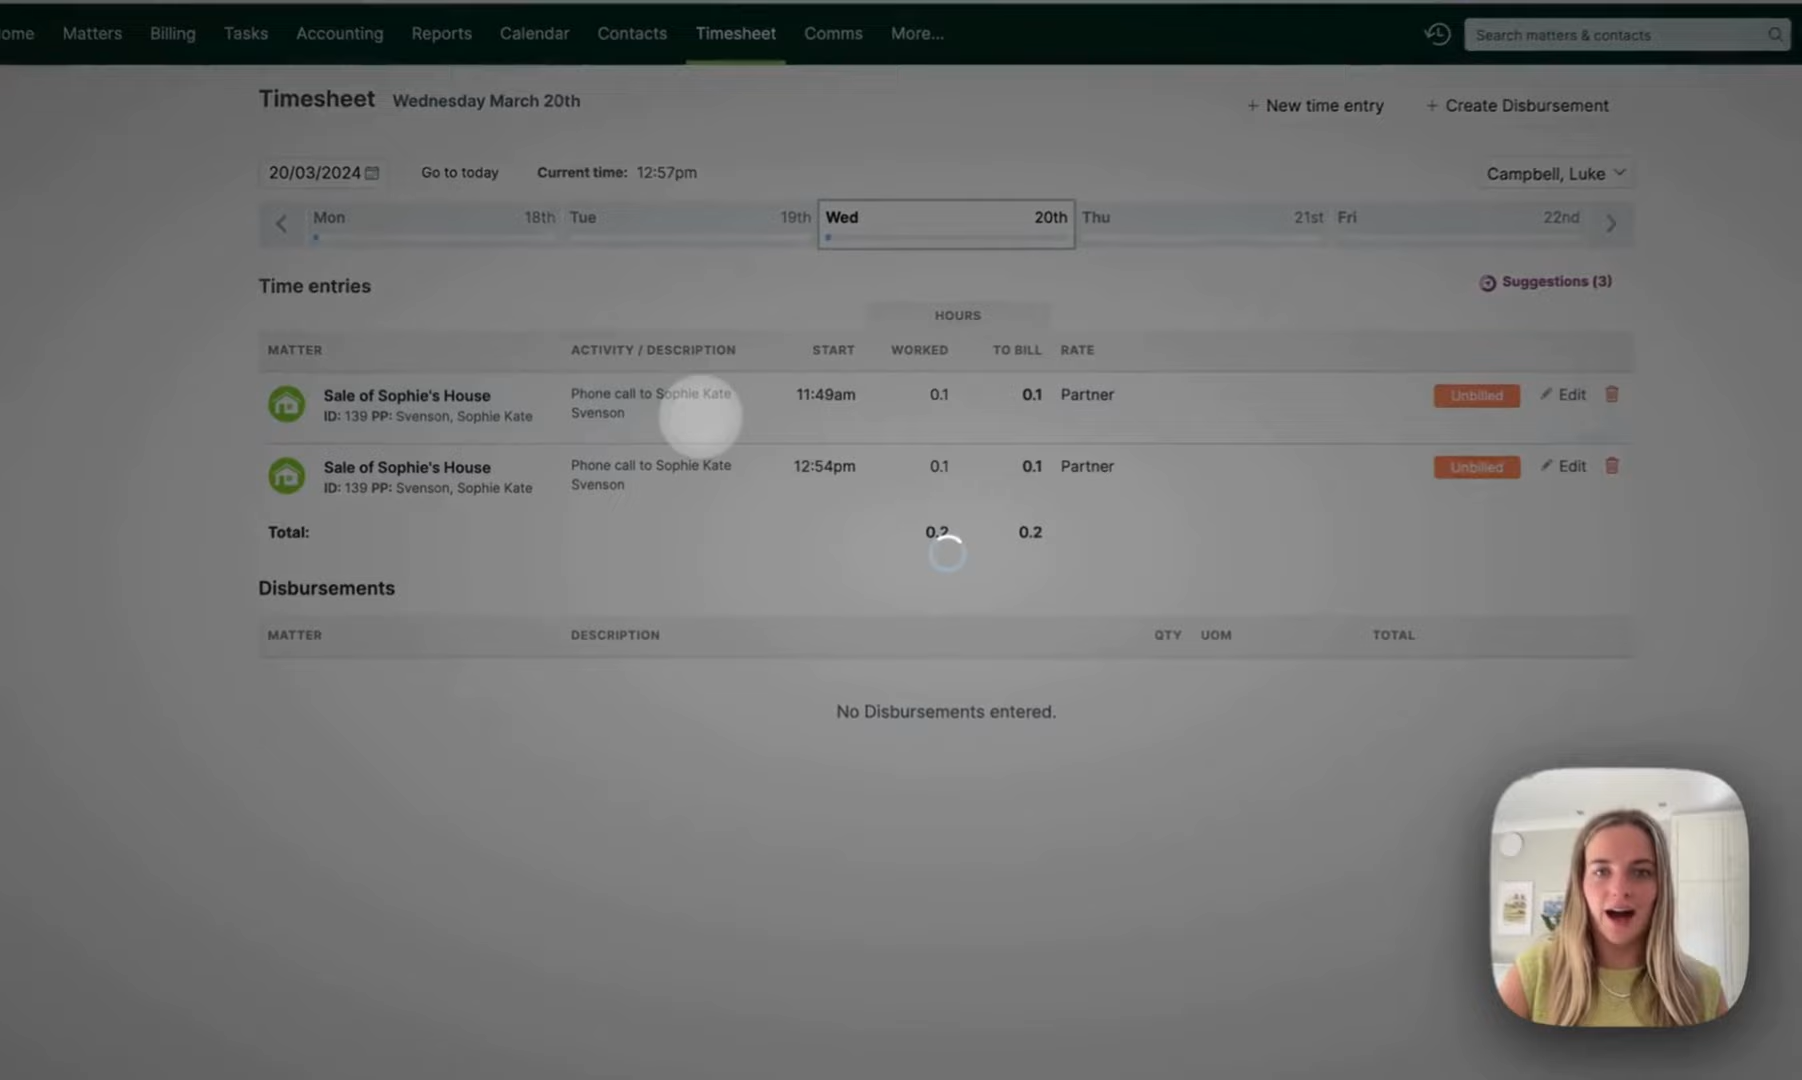 ome Matters Billing Tasks Accounting Reports Calendar Contacts Timesheet Comms More... Search matters & contacts
Timesheet Wednesday March 20th + New time entry + Create Disbursement
20/03/2024 Go to today Current time: 12:57pm Campbell, Luke
Mon 18th Tue 19th Wed 20th Thu 21st Fri 22nd
Time entries Suggestions (3)
HOURS
MATTER ACTIVITY / DESCRIPTION START WORKED TO BILL RATE
Sale of Sophie's House Phone call to Sophie Kate 11:49am 0.1 0.1 Partner Unbilled Edit
ID: 139 PP: Svenson, Sophie Kate Svenson
Sale of Sophie's House Phone call to Sophie Kate 12:54pm 0.1 0.1 Partner Unbilled Edit
ID: 139 PP: Svenson, Sophie Kate Svenson
Total: 0.2 0.2
Disbursements
MATTER DESCRIPTION QTY UOM TOTAL
No Disbursements entered.